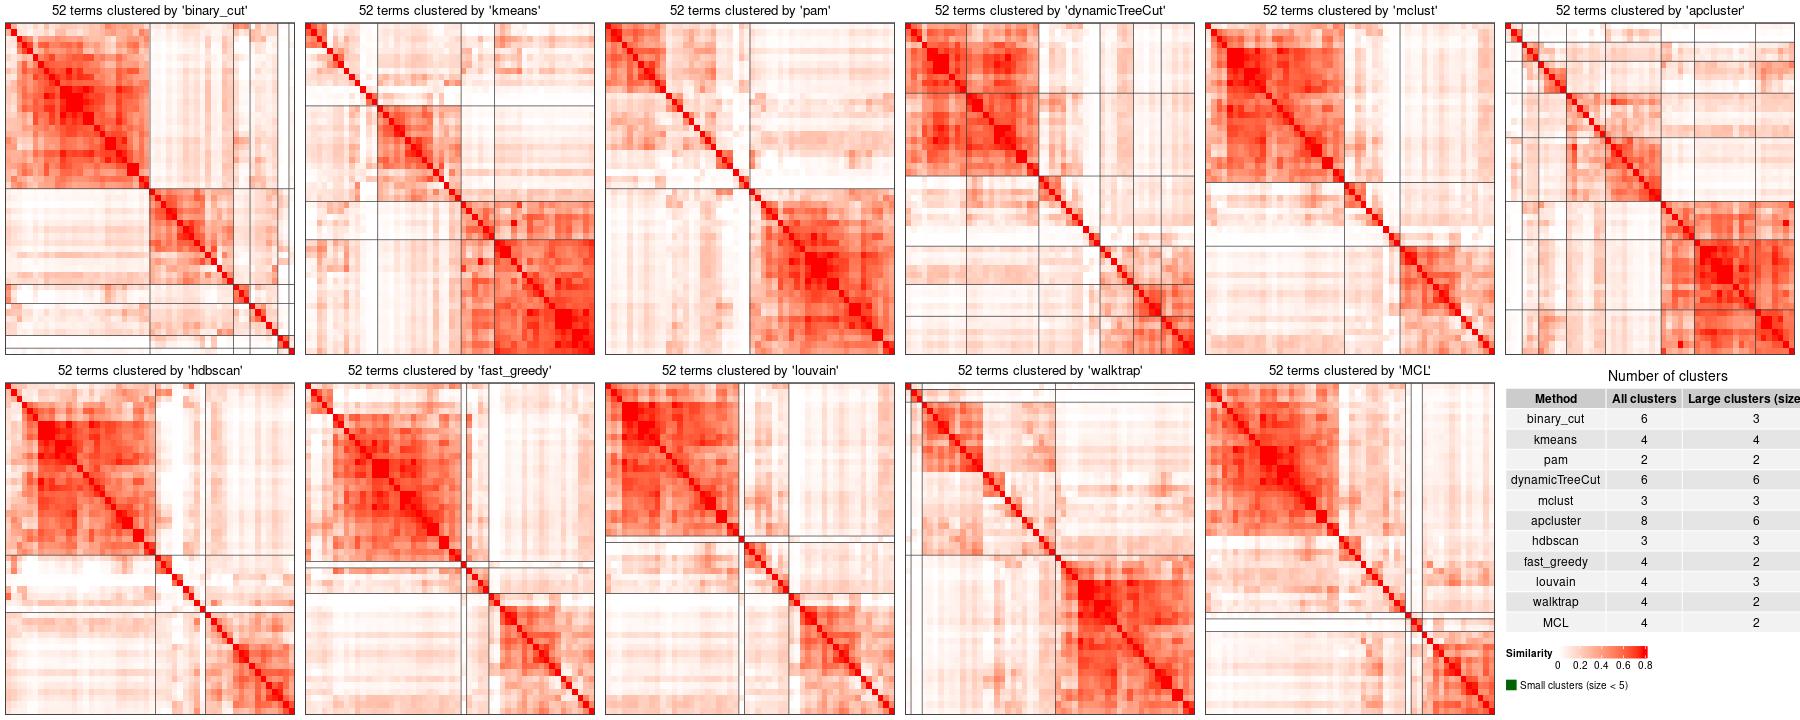 52 terms clustered by 'binary_cut'
52 terms clustered by 'kmeans'
52 terms clustered by 'pam'
52 terms clustered by 'dynamicTreeCut'
52 terms clustered by 'mclust'
52 terms clustered by 'apcluster'
52 terms clustered by 'hdbscan'
52 terms clustered by 'fast_greedy'
52 terms clustered by 'louvain'
52 terms clustered by 'walktrap'
52 terms clustered by 'MCL'
Number of clusters
Method All clusters Large clusters (size
binary_cut 6 3
kmeans 4 4
pam 2 2
dynamicTreeCut 6 6
mclust 3 3
apcluster 8 6
hdbscan 3 3
fast_greedy 4 2
louvain 4 3
walktrap 4 2
MCL 4 2
Similarity
0 0.2 0.4 0.6 0.8
Small clusters (size < 5)